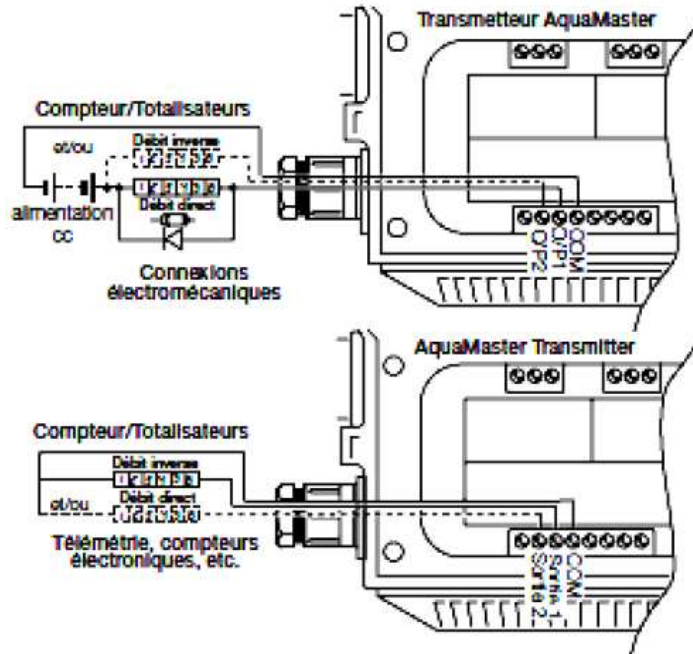 Transmetteur AquaMaster
Compteur/Totalisateurs
et/ou
Débit inverse
Débit direct
alimentation
cc
Connexions
électromécaniques
O/P2
O/P1
COM
AquaMaster Transmitter
Compteur/Totalisateurs
Débit inverse
et/ou
Débit direct
Télémétrie, compteurs
électroniques, etc.
Sortie 2
Sortie 1
COM